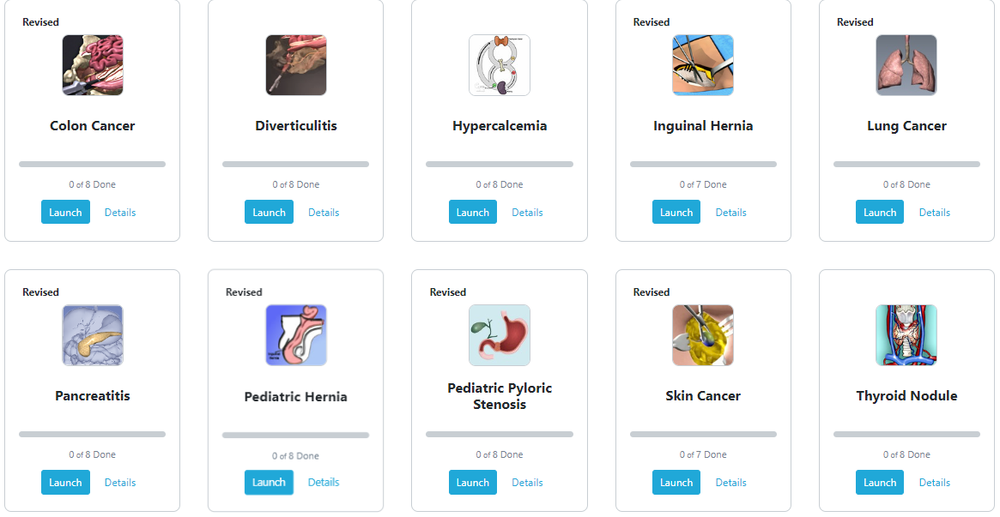 Revised
Colon Cancer
0 of 8 Done
Launch Details
Diverticulitis
0 of 8 Done
Launch Details
Hypercalcemia
0 of 8 Done
Launch Details
Revised
Inguinal Hernia
0 of 7 Done
Launch Details
Revised
Lung Cancer
0 of 8 Done
Launch Details
Revised
Pancreatitis
0 of 8 Done
Launch Details
Revised
Pediatric Hernia
0 of 8 Done
Launch Details
Revised
Pediatric Pyloric
Stenosis
0 of 8 Done
Launch Details
Revised
Skin Cancer
0 of 7 Done
Launch Details
Thyroid Nodule
0 of 8 Done
Launch Details